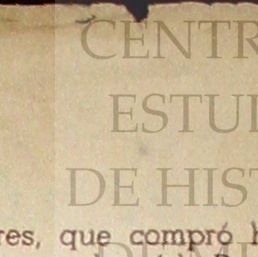 CENTR
ESTU
DE HIST
res, que compró h